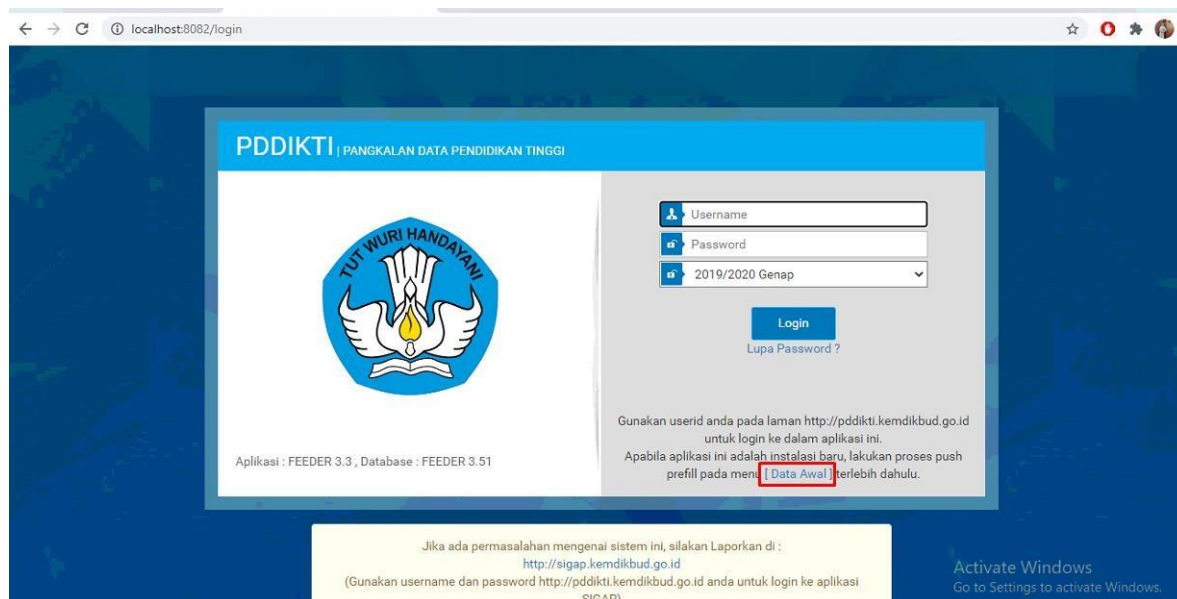 localhost:8082/login
PDDIKTI | PANGKALAN DATA PENDIDIKAN TINGGI
TUT WURI HANDAYANI
Username
Password
2019/2020 Genap
Login
Lupa Password ?
Gunakan userid anda pada laman http://pddikti.kemdikbud.go.id
untuk login ke dalam aplikasi ini.
Apabila aplikasi ini adalah instalasi baru, lakukan proses push
prefill pada menu [ Data Awal ] terlebih dahulu.
Aplikasi : FEEDER 3.3 , Database : FEEDER 3.51
Jika ada permasalahan mengenai sistem ini, silakan Laporkan di :
http://sigap.kemdikbud.go.id
(Gunakan username dan password http://pddikti.kemdikbud.go.id anda untuk login ke aplikasi
SIGAP)
Activate Windows
Go to Settings to activate Windows.